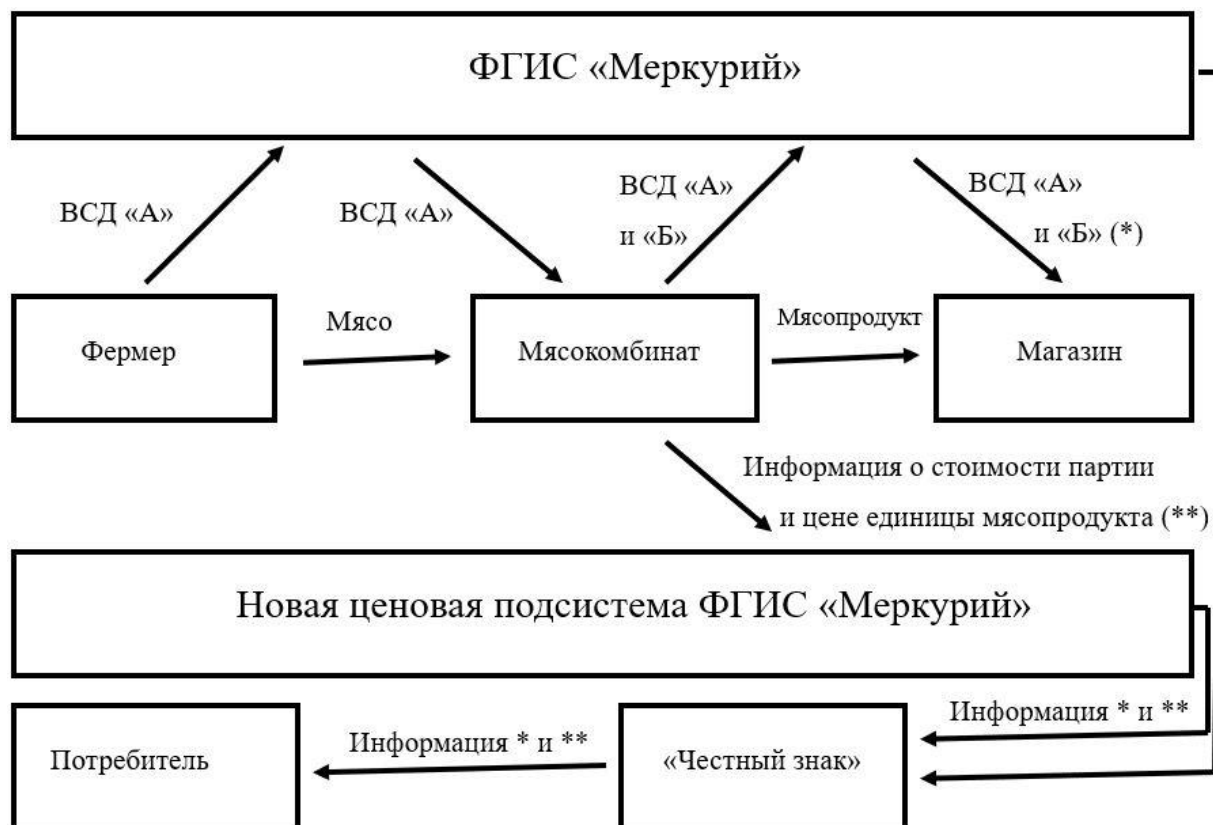 ФГИС «Меркурий»
ВСД «А»
ВСД «А»
ВСД «А»
и «Б»
ВСД «А»
и «Б» (*)
Фермер
Мясо
Мясокомбинат
Мясопродукт
Магазин
Информация о стоимости партии
и цене единицы мясопродукта (**)
Новая ценовая подсистема ФГИС «Меркурий»
Потребитель
Информация * и **
«Честный знак»
Информация * и **